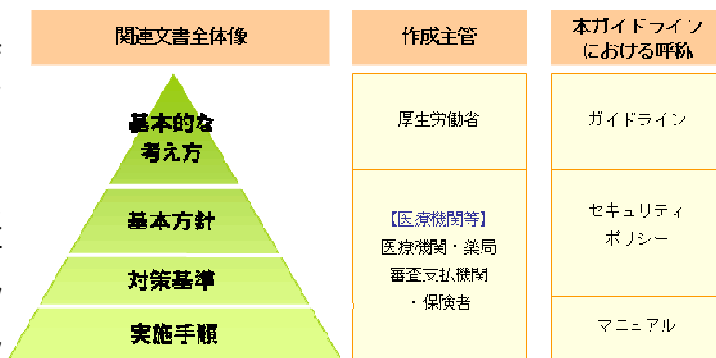 関連文書全体像
作成主管
本ガイドライン
における呼称
基本的な
考え方
厚生労働省
ガイドライン
基本方針
対策基準
実施手順
【医療機関等】
医療機関・薬局
審査支払機関
・保険者
セキュリティ
ポリシー
マニュアル